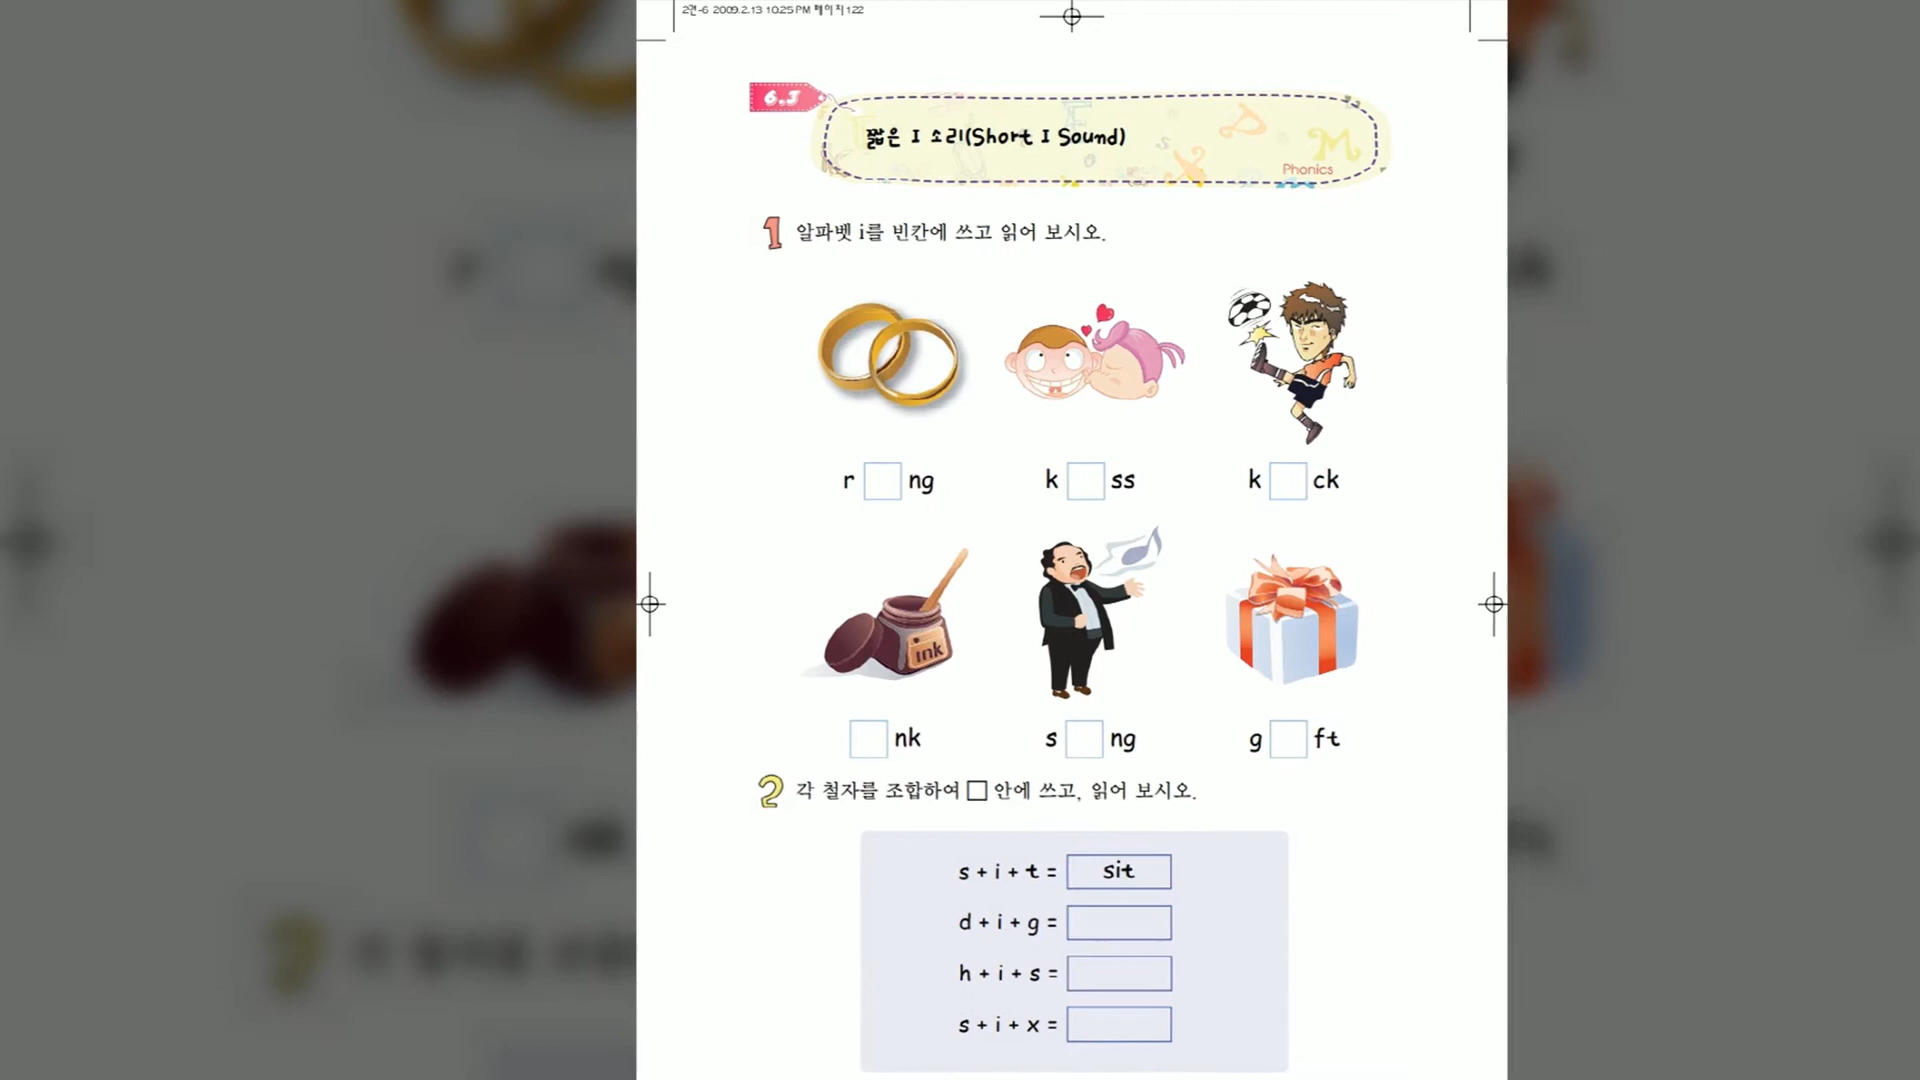 2권-6 2009.2.13 10:25 PM 페이지122
6.3
짧은 I 소리(Short I Sound)
Phonics
1 알파벳 i를 빈칸에 쓰고 읽어 보시오.
r □ ng k □ ss k □ ck
ink
□ nk s □ ng g □ ft
2 각 철자를 조합하여 □ 안에 쓰고, 읽어 보시오.
s + i + t = sit
d + i + g =
h + i + s =
s + i + x =